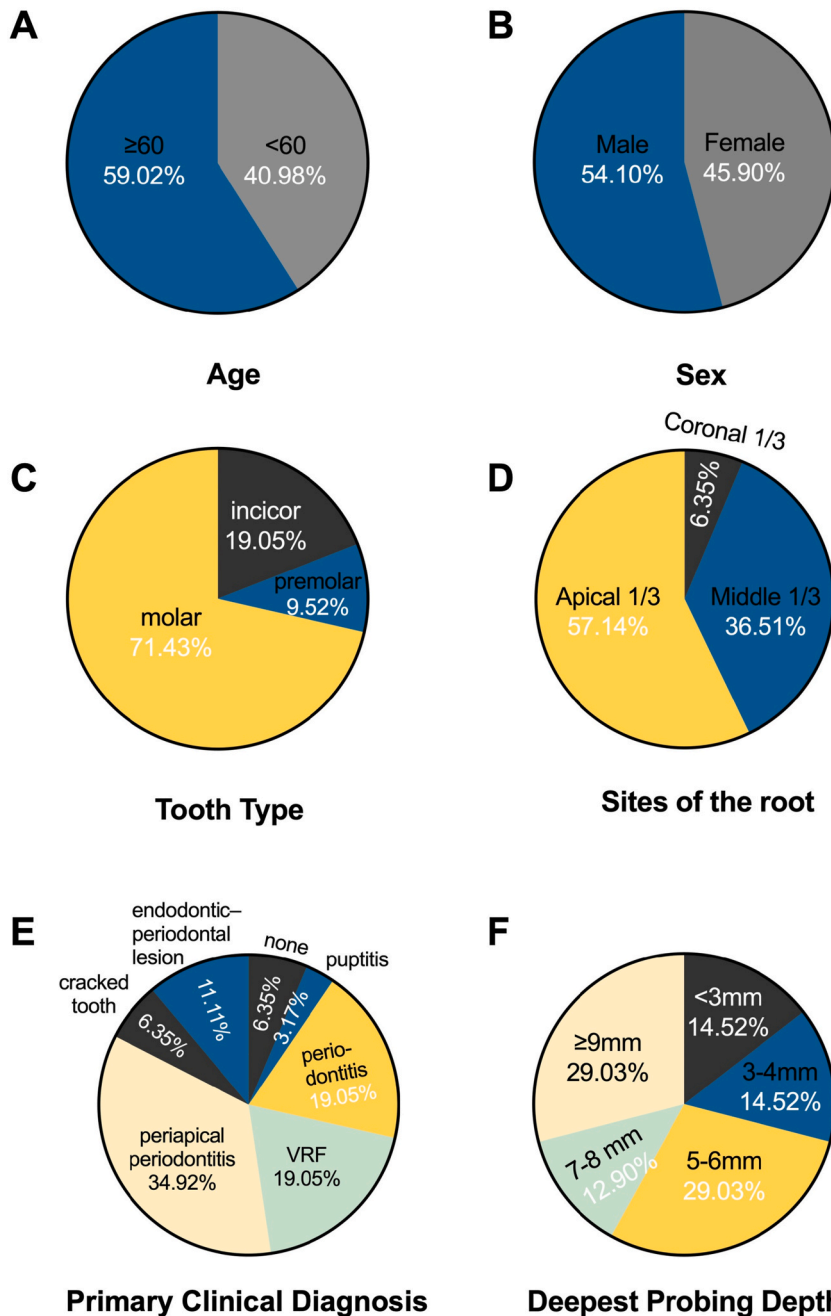 A
≥60
59.02%
<60
40.98%
Age
B
Male
54.10%
Female
45.90%
Sex
C
incicor
19.05%
premolar
9.52%
molar
71.43%
Tooth Type
D
Coronal 1/3
6.35%
Apical 1/3
57.14%
Middle 1/3
36.51%
Sites of the root
E
endodontic–
periodontal
lesion
11.11%
none
6.35%
puptitis
3.17%
cracked
tooth
6.35%
perio-
dontitis
19.05%
periapical
periodontitis
34.92%
VRF
19.05%
Primary Clinical Diagnosis
F
<3mm
14.52%
≥9mm
29.03%
3-4mm
14.52%
7-8 mm
12.90%
5-6mm
29.03%
Deepest Probing Dept